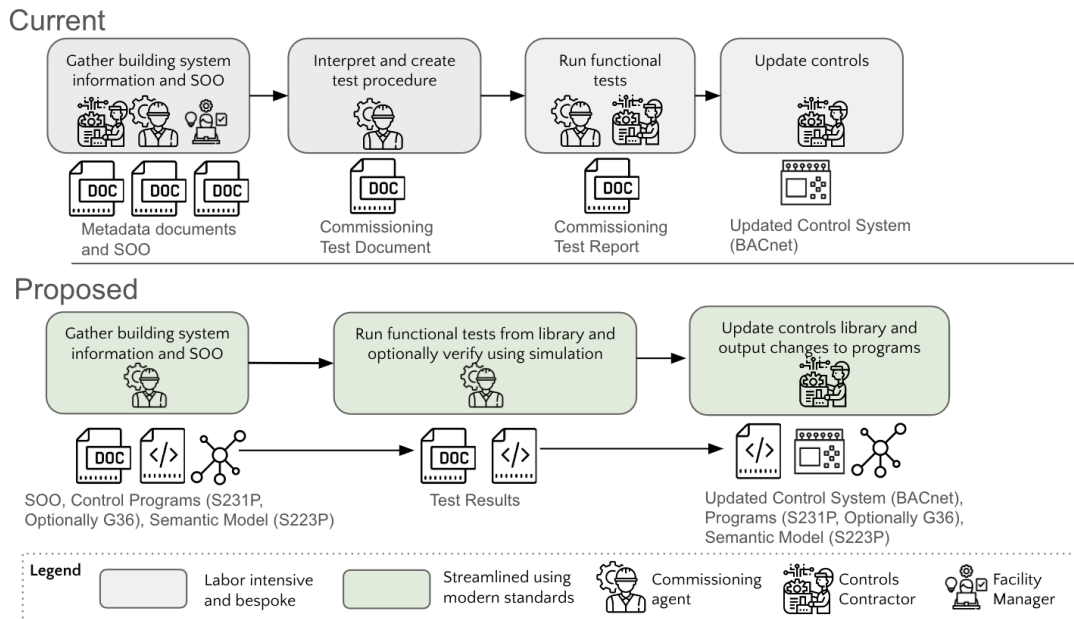 Current
Gather building system
information and SOO
Interpret and create
test procedure
Run functional
tests
Update controls
DOC
DOC
DOC
DOC
DOC
Metadata documents
and SOO
Commissioning
Test Document
Commissioning
Test Report
Updated Control System
(BACnet)
Proposed
Gather building system
information and SOO
Run functional tests from library and
optionally verify using simulation
Update controls library and
output changes to programs
DOC
</>
DOC
</>
</>
SOO, Control Programs (S231P,
Optionally G36), Semantic Model (S223P)
Test Results
Updated Control System (BACnet),
Programs (S231P, Optionally G36),
Semantic Model (S223P)
Legend
Labor intensive
and bespoke
Streamlined using
modern standards
Commissioning
agent
Controls
Contractor
Facility
Manager